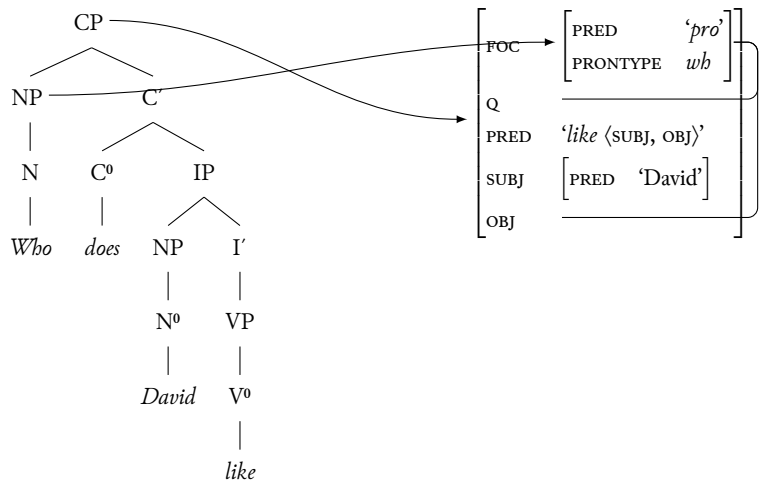 CP
NP C′
N C⁰ IP
Who does NP I′
N⁰ VP
David V⁰
like
FOC PRED ‘pro’
PRONTYPE wh
Q
PRED ‘like ⟨SUBJ, OBJ⟩’
SUBJ PRED ‘David’
OBJ